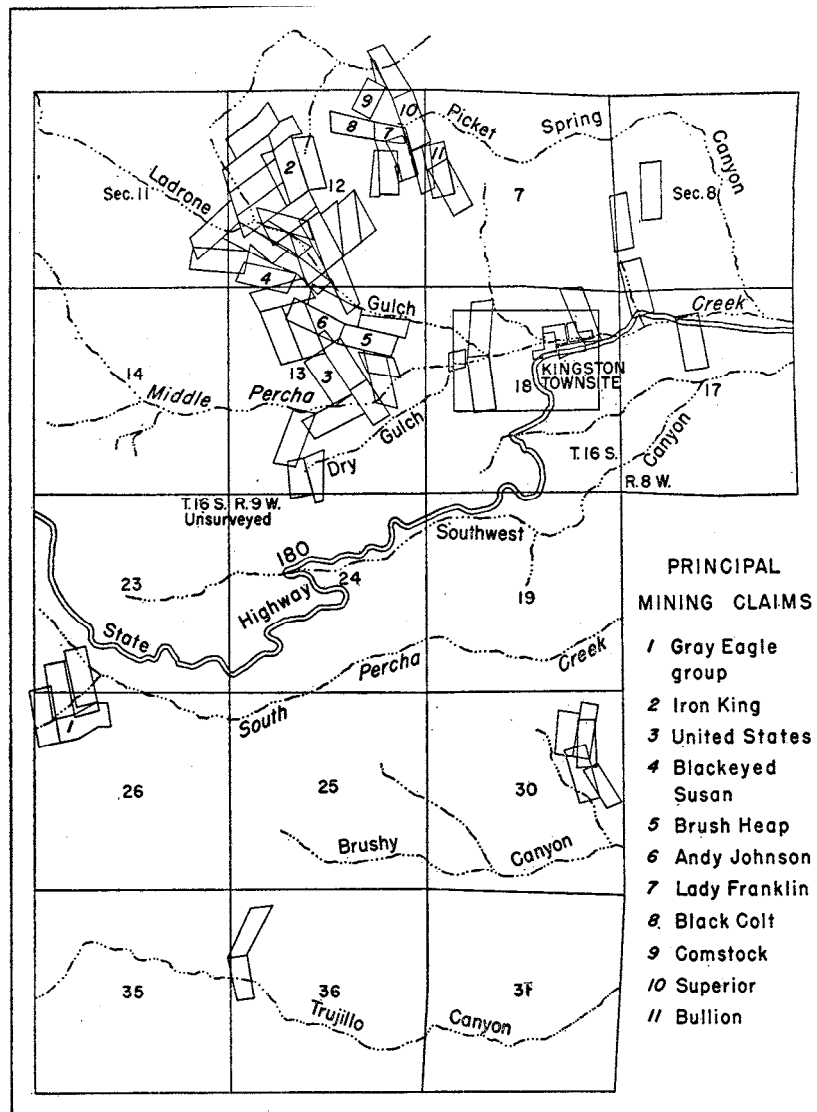 9
10
Picket
Spring
8
7
11
Canyon
2
Ladrone
Sec. 11
12
7
Sec. 8
4
Gulch
Creek
6
5
13
3
14
Middle
Percha
18
KINGSTON
TOWNSITE
17
Gulch
Dry
Canyon
T. 16 S.
R. 8 W.
T. 16 S. R. 9 W.
Unsurveyed
Southwest
180
24
23
19
Highway
State
Percha
Creek
South
1
26
25
30
Brushy
Canyon
35
36
31
Trujillo
Canyon
PRINCIPAL
MINING CLAIMS
1 Gray Eagle
group
2 Iron King
3 United States
4 Blackeyed
Susan
5 Brush Heap
6 Andy Johnson
7 Lady Franklin
8 Black Colt
9 Comstock
10 Superior
11 Bullion